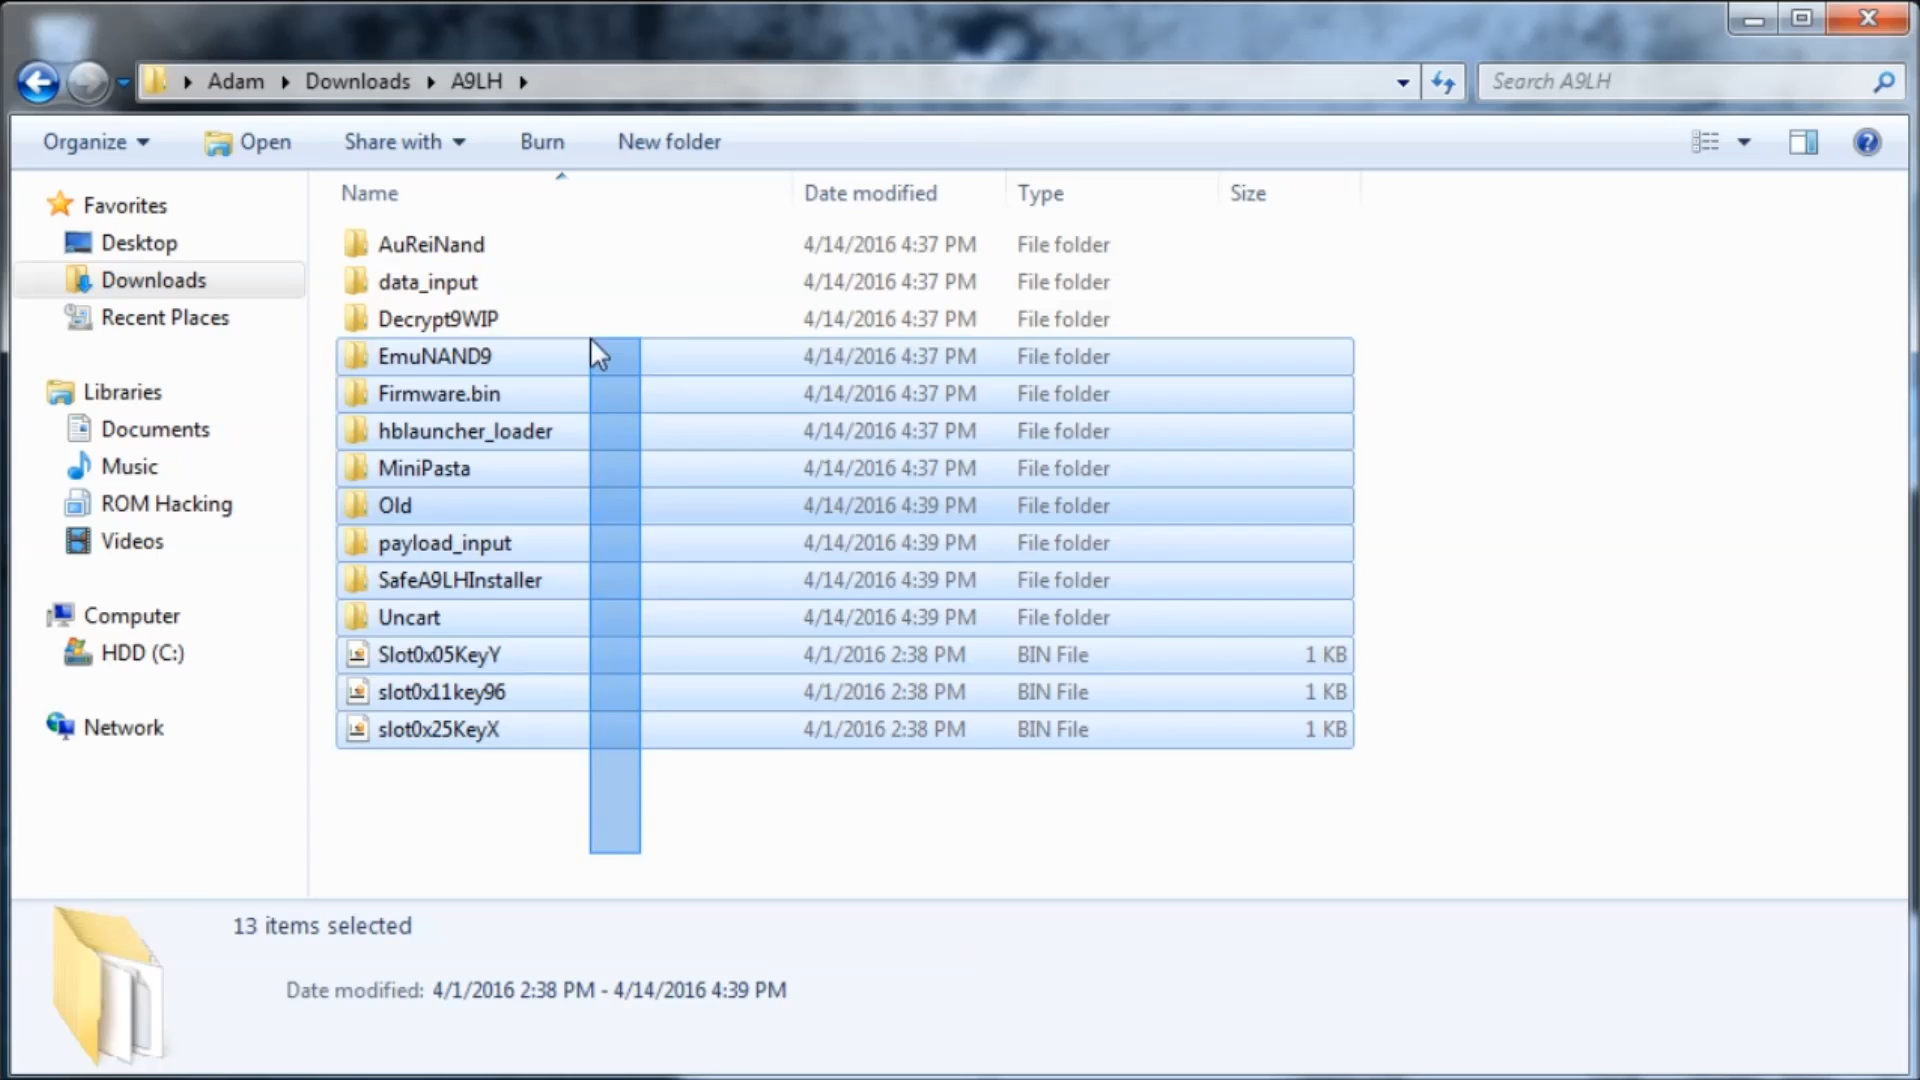 Adam Downloads A9LH Search A9LH
Organize Open Share with Burn New folder
Name Date modified Type Size
Favorites
Desktop
Downloads
Recent Places
Libraries
Documents
Music
ROM Hacking
Videos
Computer
HDD (C:)
Network
AuReiNand 4/14/2016 4:37 PM File folder
data_input 4/14/2016 4:37 PM File folder
Decrypt9WIP 4/14/2016 4:37 PM File folder
EmuNAND9 4/14/2016 4:37 PM File folder
Firmware.bin 4/14/2016 4:37 PM File folder
hblauncher_loader 4/14/2016 4:37 PM File folder
MiniPasta 4/14/2016 4:37 PM File folder
Old 4/14/2016 4:39 PM File folder
payload_input 4/14/2016 4:39 PM File folder
SafeA9LHInstaller 4/14/2016 4:39 PM File folder
Uncart 4/14/2016 4:39 PM File folder
Slot0x05KeyY 4/1/2016 2:38 PM BIN File 1 KB
slot0x11key96 4/1/2016 2:38 PM BIN File 1 KB
slot0x25KeyX 4/1/2016 2:38 PM BIN File 1 KB
13 items selected
Date modified: 4/1/2016 2:38 PM - 4/14/2016 4:39 PM